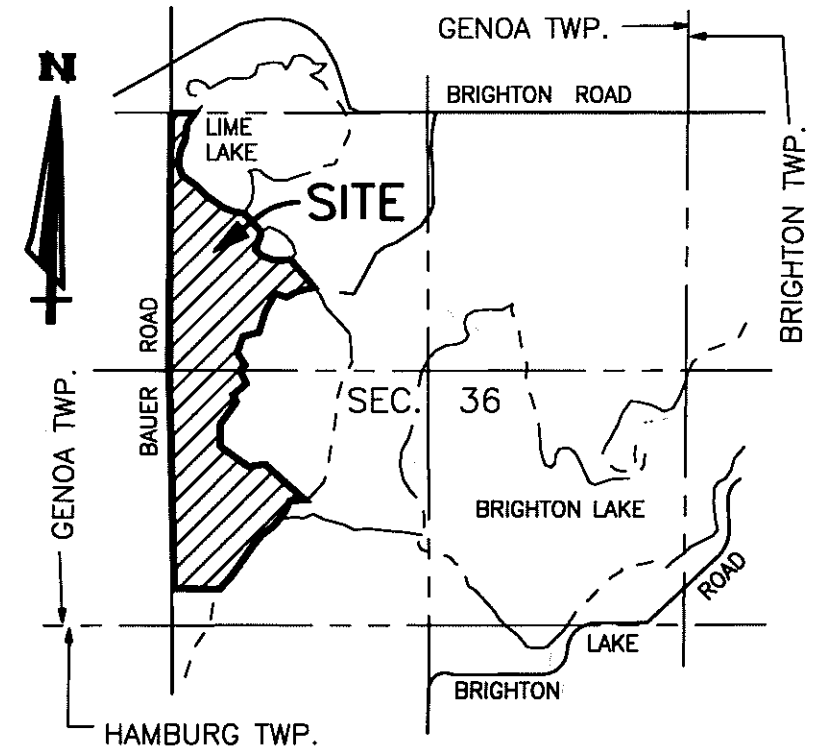 GENOA TWP.
N
BRIGHTON ROAD
LIME
LAKE
SITE
BRIGHTON TWP.
BAUER ROAD
GENOA TWP.
SEC. 36
BRIGHTON LAKE
ROAD
LAKE
BRIGHTON
HAMBURG TWP.